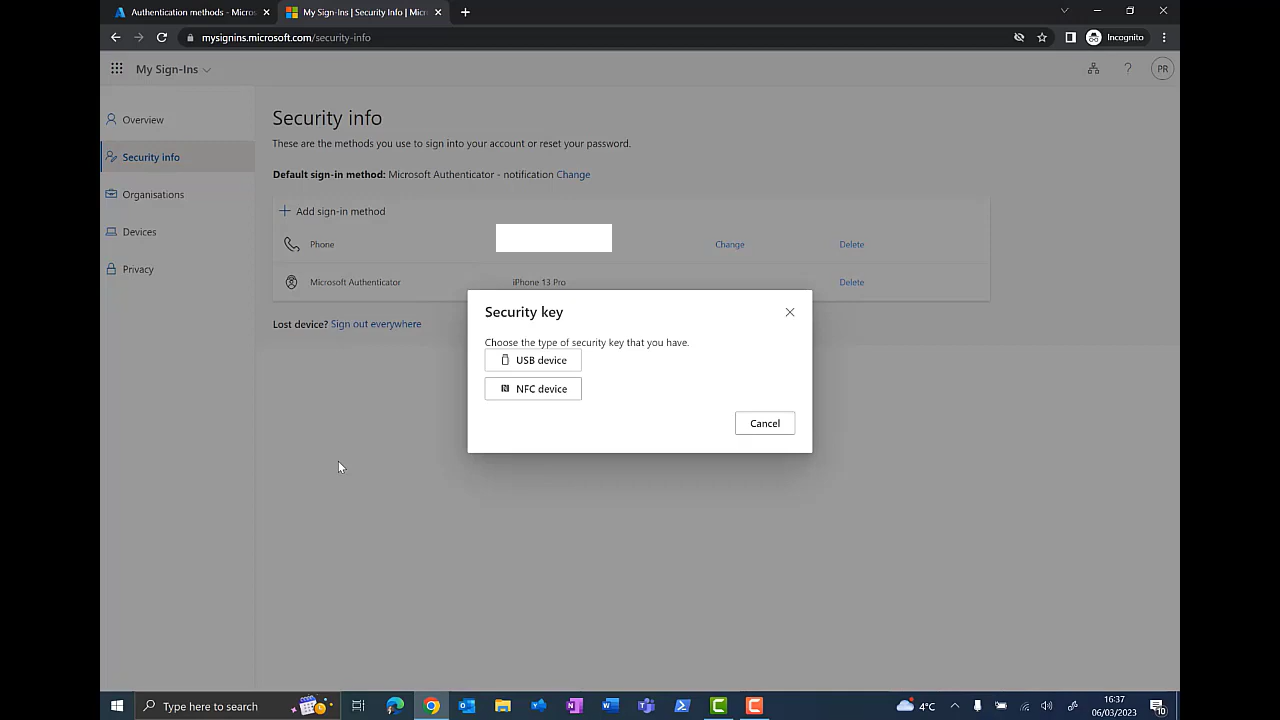 Authentication methods - Micros
My Sign-Ins | Security Info | Micr
mysignins.microsoft.com/security-info
Incognito
My Sign-Ins
PR
Overview
Security info
Organisations
Devices
Privacy
Security info
These are the methods you use to sign into your account or reset your password.
Default sign-in method: Microsoft Authenticator - notification Change
Add sign-in method
Phone
Change
Delete
Microsoft Authenticator
iPhone 13 Pro
Delete
Lost device? Sign out everywhere
Security key
Choose the type of security key that you have.
USB device
NFC device
Cancel
Type here to search
4°C
16:37
06/03/2023